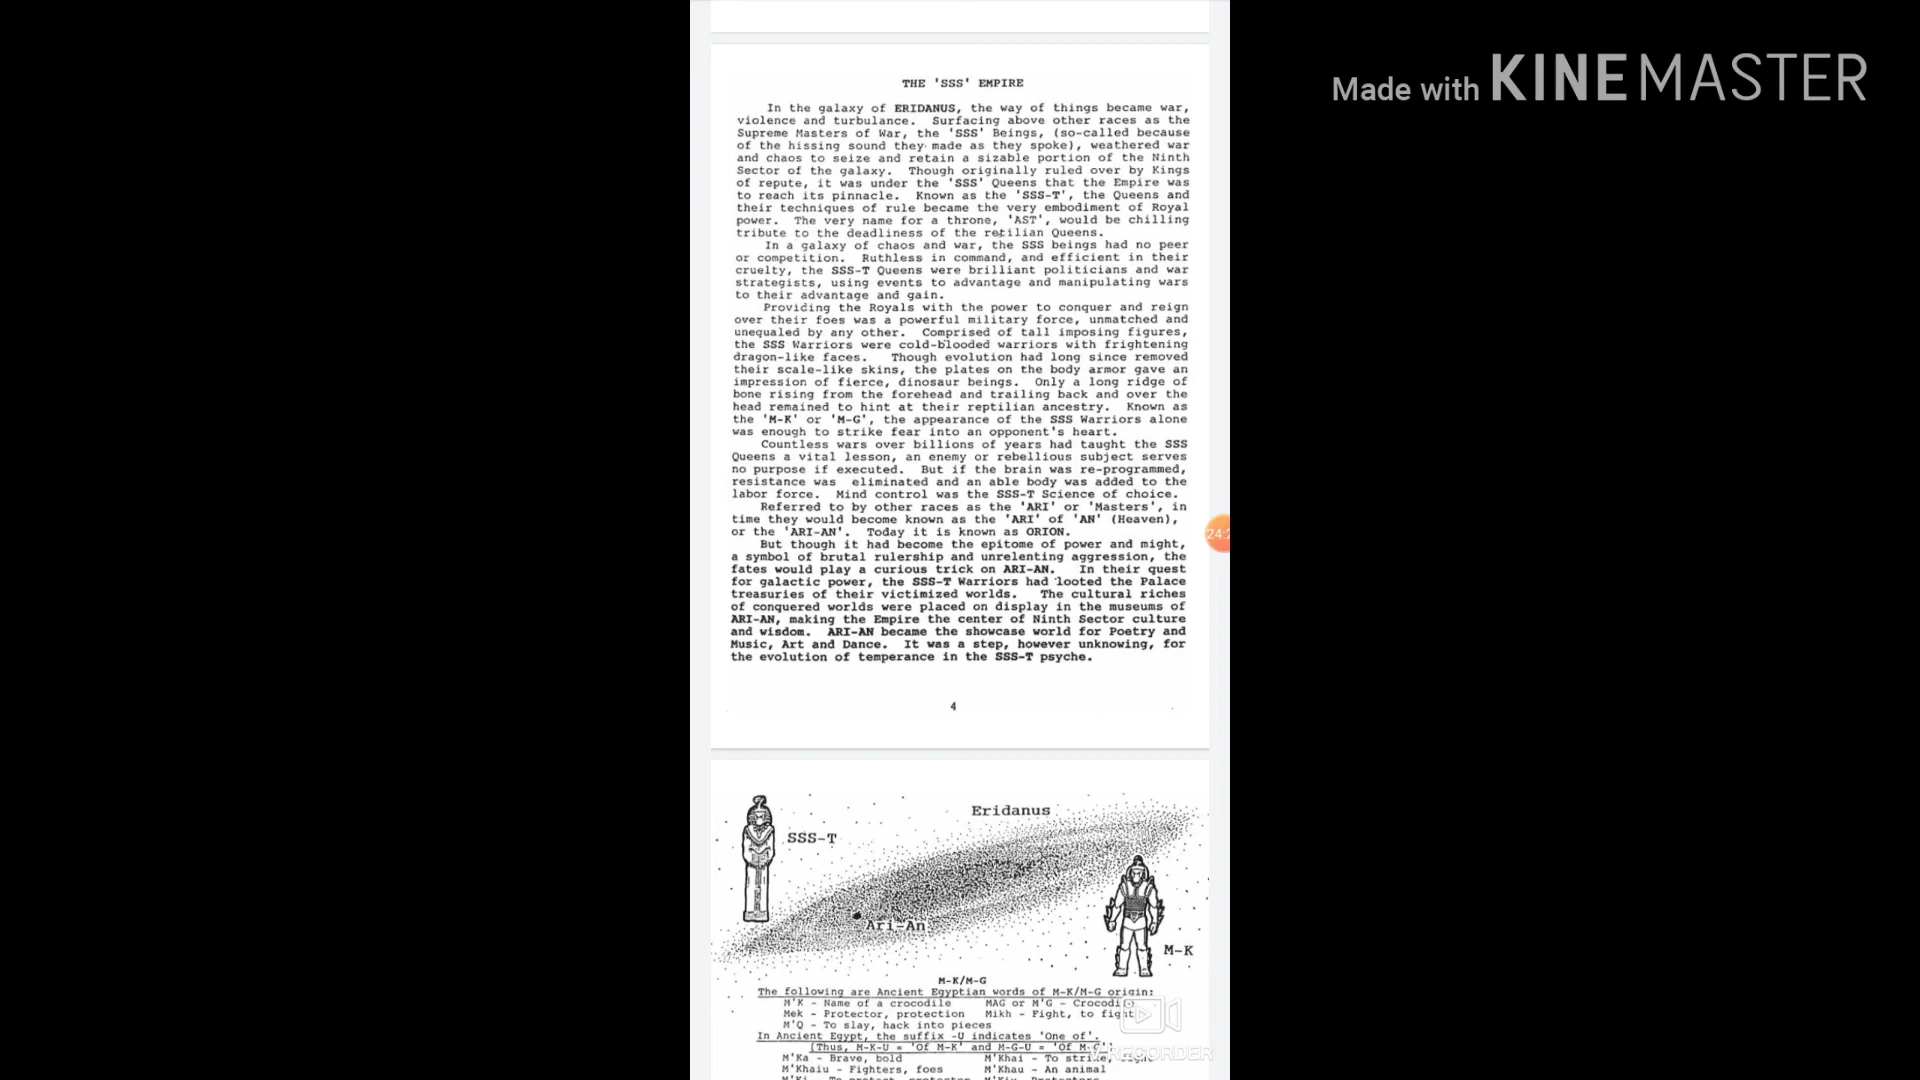 Made with KINEMASTER
THE 'SSS' EMPIRE
In the galaxy of ERIDANUS, the way of things became war,
violence and turbulance. Surfacing above other races as the
Supreme Masters of War, the 'SSS' Beings, (so-called because
of the hissing sound they made as they spoke), weathered war
and chaos to seize and retain a sizable portion of the Ninth
Sector of the galaxy. Though originally ruled over by Kings
of repute, it was under the 'SSS' Queens that the Empire was
to reach its pinnacle. Known as the 'SSS-T', the Queens and
their techniques of rule became the very embodiment of Royal
power. The very name for a throne, 'AST', would be chilling
tribute to the deadliness of the retilian Queens.
In a galaxy of chaos and war, the SSS beings had no peer
or competition. Ruthless in command, and efficient in their
cruelty, the SSS-T Queens were brilliant politicians and war
strategists, using events to advantage and manipulating wars
to their advantage and gain.
Providing the Royals with the power to conquer and reign
over their foes was a powerful military force, unmatched and
unequaled by any other. Comprised of tall imposing figures,
the SSS Warriors were cold-blooded warriors with frightening
dragon-like faces. Though evolution had long since removed
their scale-like skins, the plates on the body armor gave an
impression of fierce, dinosaur beings. Only a long ridge of
bone rising from the forehead and trailing back and over the
head remained to hint at their reptilian ancestry. Known as
the 'M-K' or 'M-G', the appearance of the SSS Warriors alone
was enough to strike fear into an opponent's heart.
Countless wars over billions of years had taught the SSS
Queens a vital lesson, an enemy or rebellious subject serves
no purpose if executed. But if the brain was re-programmed,
resistance was eliminated and an able body was added to the
labor force. Mind control was the SSS-T Science of choice.
Referred to by other races as the 'ARI' or 'Masters', in
time they would become known as the 'ARI' of 'AN' (Heaven),
or the 'ARI-AN'. Today it is known as ORION.
But though it had become the epitome of power and might,
a symbol of brutal rulership and unrelenting aggression, the
fates would play a curious trick on ARI-AN. In their quest
for galactic power, the SSS-T Warriors had looted the Palace
treasuries of their victimized worlds. The cultural riches
of conquered worlds were placed on display in the museums of
ARI-AN, making the Empire the center of Ninth Sector culture
and wisdom. ARI-AN became the showcase world for Poetry and
Music, Art and Dance. It was a step, however unknowing, for
the evolution of temperance in the SSS-T psyche.
4
Eridanus
SSS-T
Ari-An
M-K
M-K/M-G
The following are Ancient Egyptian words of M-K/M-G origin:
M'K - Name of a crocodile MAG or M'G - Crocodile
Mek - Protector, protection Mikh - Fight, to fight
M'Q - To slay, hack into pieces
In Ancient Egypt, the suffix -U indicates 'One of'.
(Thus, M-K-U = 'Of M-K' and M-G-U = 'Of M-G')
M'Ka - Brave, bold M'Khai - To strike,
M'Khaiu - Fighters, foes M'Khau - An animal